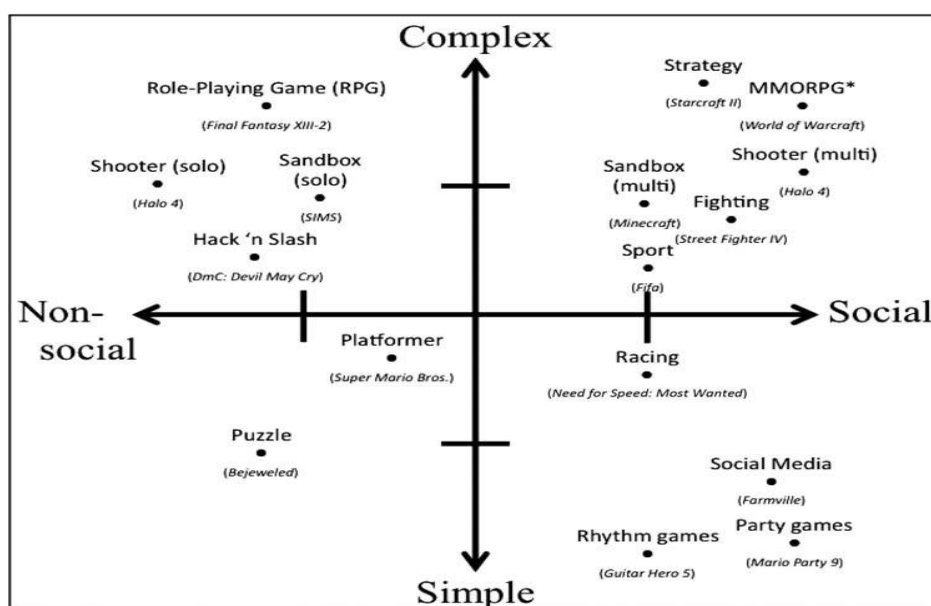 Complex
Strategy
(Starcraft II)
MMORPG*
(World of Warcraft)
Role-Playing Game (RPG)
(Final Fantasy XIII-2)
Shooter (solo)
(Halo 4)
Sandbox
(solo)
(SIMS)
Sandbox
(multi)
(Minecraft)
Shooter (multi)
(Halo 4)
Fighting
(Street Fighter IV)
Hack ‘n Slash
(DmC: Devil May Cry)
Sport
(Fifa)
Non-
social
Social
Platformer
(Super Mario Bros.)
Racing
(Need for Speed: Most Wanted)
Puzzle
(Bejeweled)
Social Media
(Farmville)
Rhythm games
(Guitar Hero 5)
Party games
(Mario Party 9)
Simple